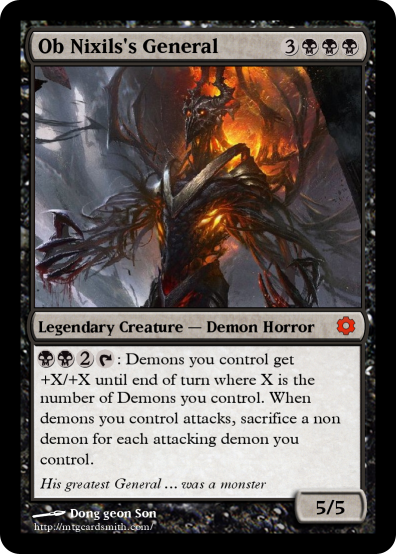 Ob Nixils's General 3
Legendary Creature — Demon Horror
2 : Demons you control get
+X/+X until end of turn where X is the
number of Demons you control. When
demons you control attacks, sacrifice a non
demon for each attacking demon you
control.
His greatest General ... was a monster
5/5
Dong geon Son
http://mtgcardsmith.com/